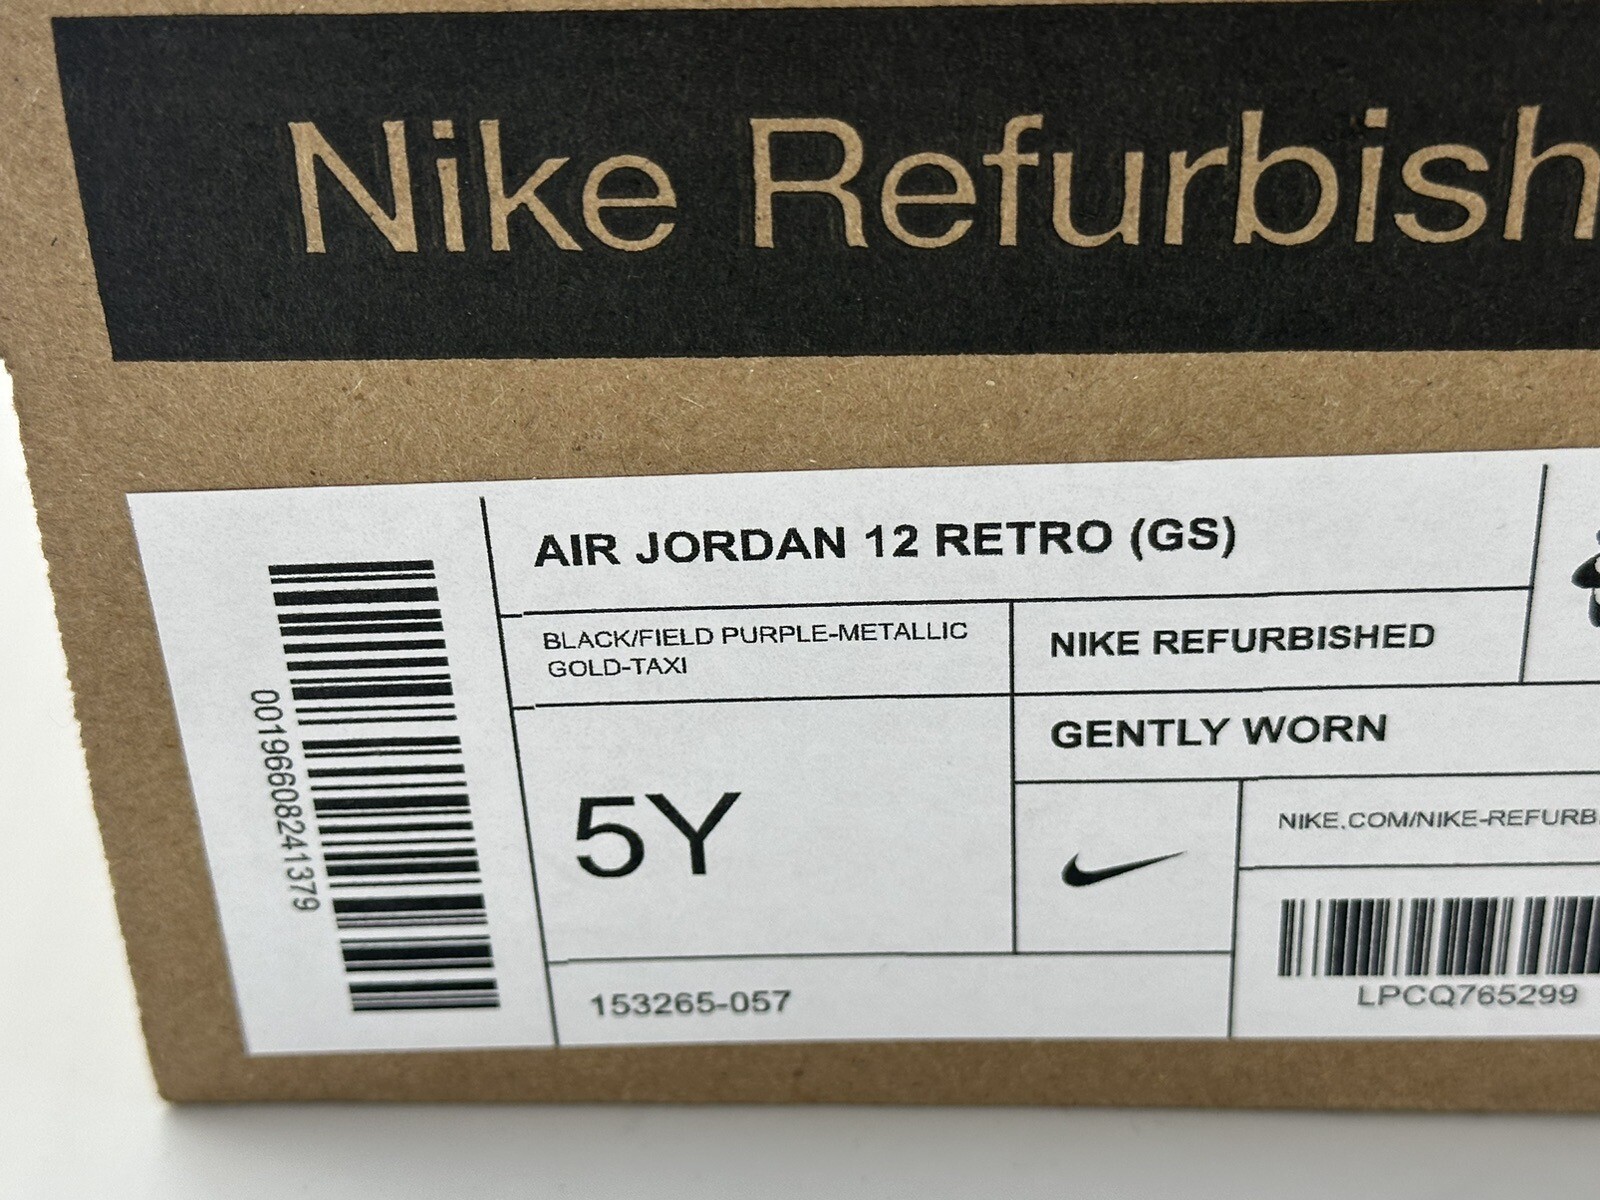 Nike Refurbish
AIR JORDAN 12 RETRO (GS)
BLACK/FIELD PURPLE-METALLIC
GOLD-TAXI
NIKE REFURBISHED
GENTLY WORN
5Y
NIKE.COM/NIKE-REFURB
153265-057
LPCQ765299
00196608241379